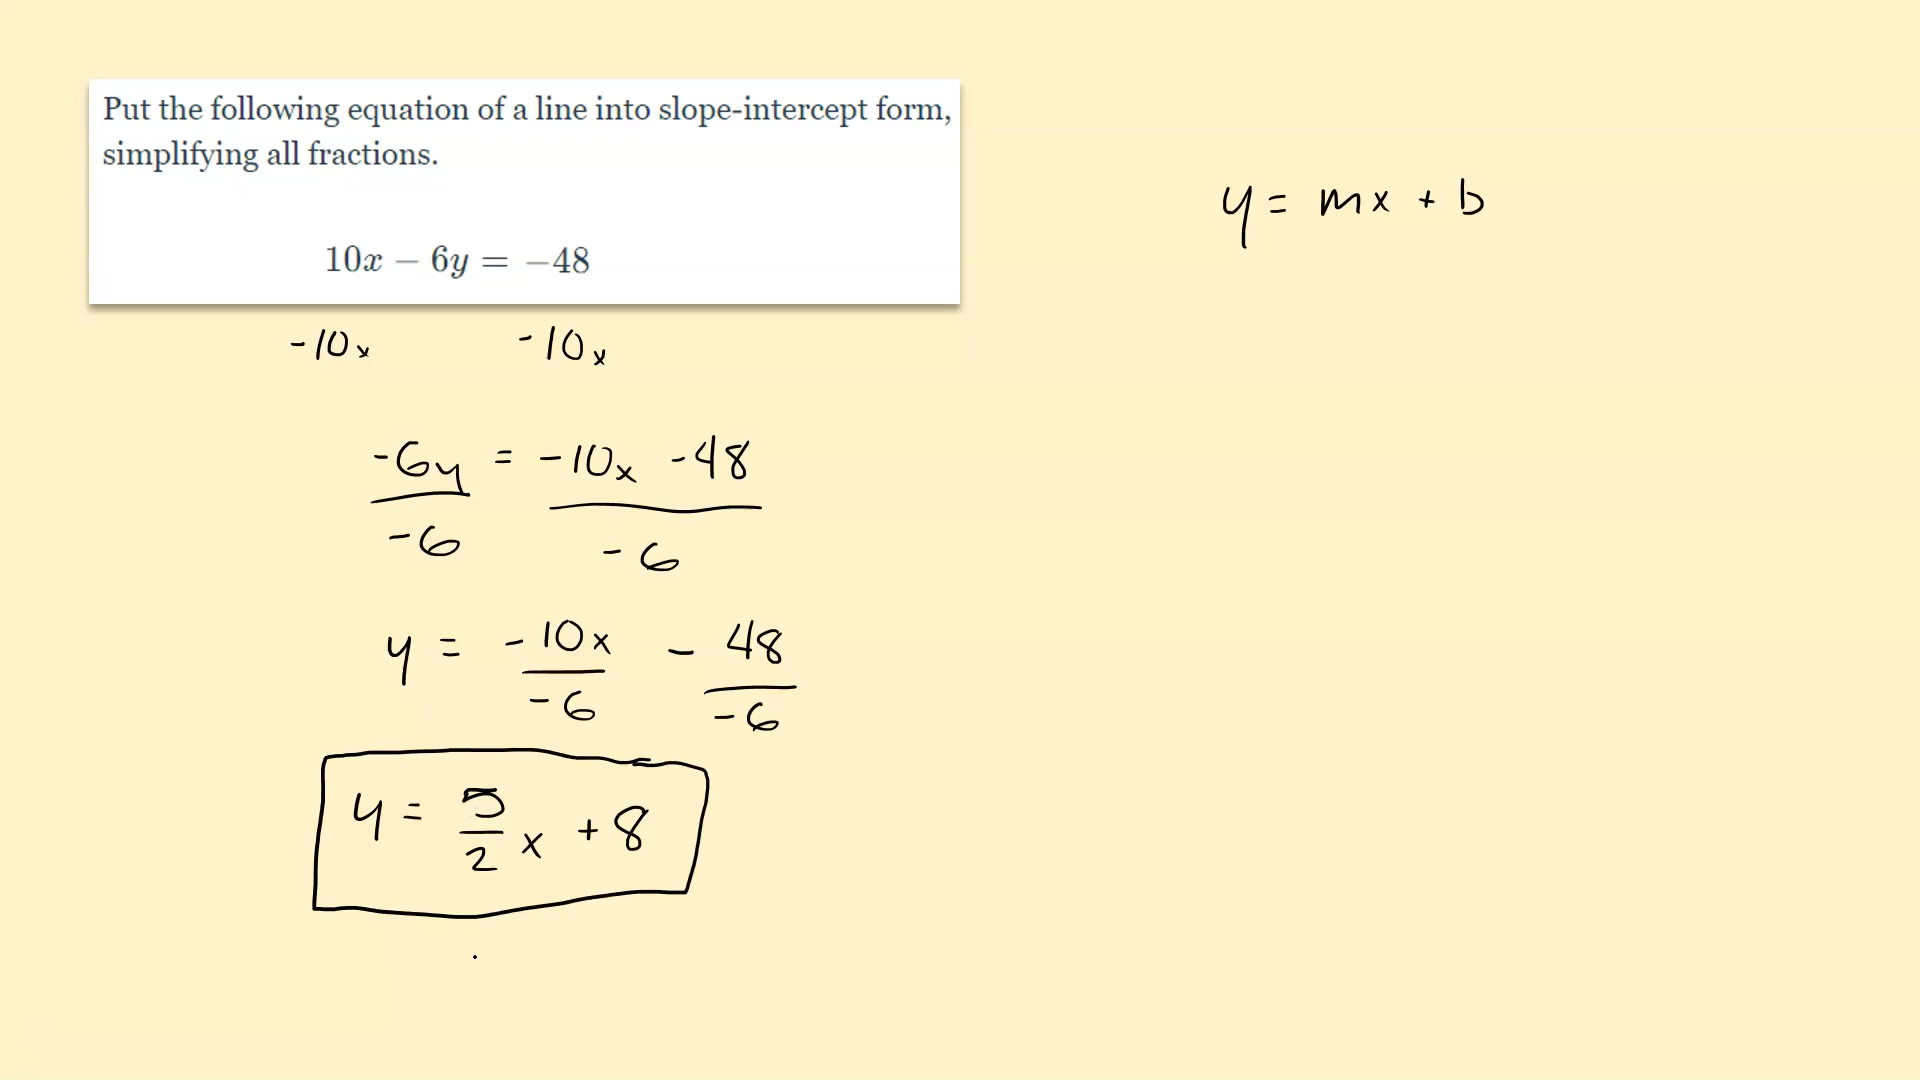 Put the following equation of a line into slope-intercept form,
simplifying all fractions.
10x − 6y = −48
y = mx + b
-10x -10x
-6y = -10x -48
-6 -6
y = -10x - 48
-6 -6
y = 5/2 x + 8